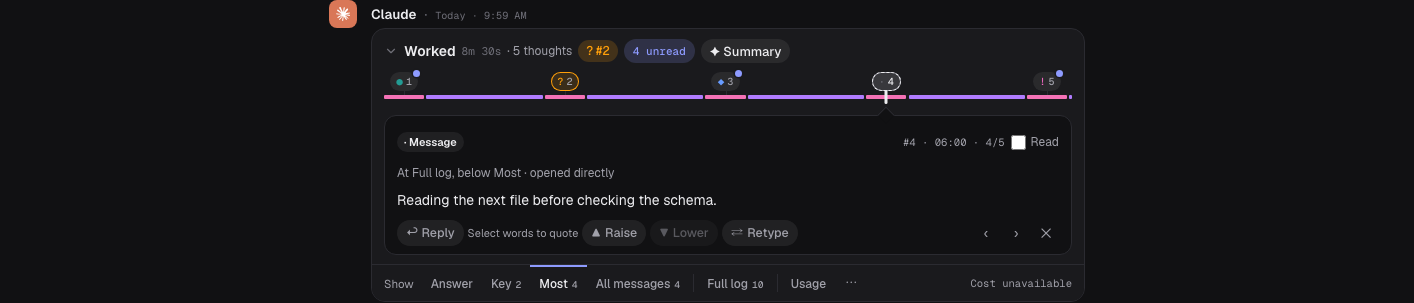 Claude · Today · 9:59 AM
Worked 8m 30s · 5 thoughts ? #2 4 unread ✦ Summary
● 1 ? 2 ◆ 3 · 4 ! 5
· Message #4 · 06:00 · 4/5 Read
At Full log, below Most · opened directly
Reading the next file before checking the schema.
↩ Reply Select words to quote ▲ Raise ▼ Lower ⇄ Retype ‹ › ×
Show Answer Key 2 Most 4 All messages 4 Full log 10 Usage ··· Cost unavailable